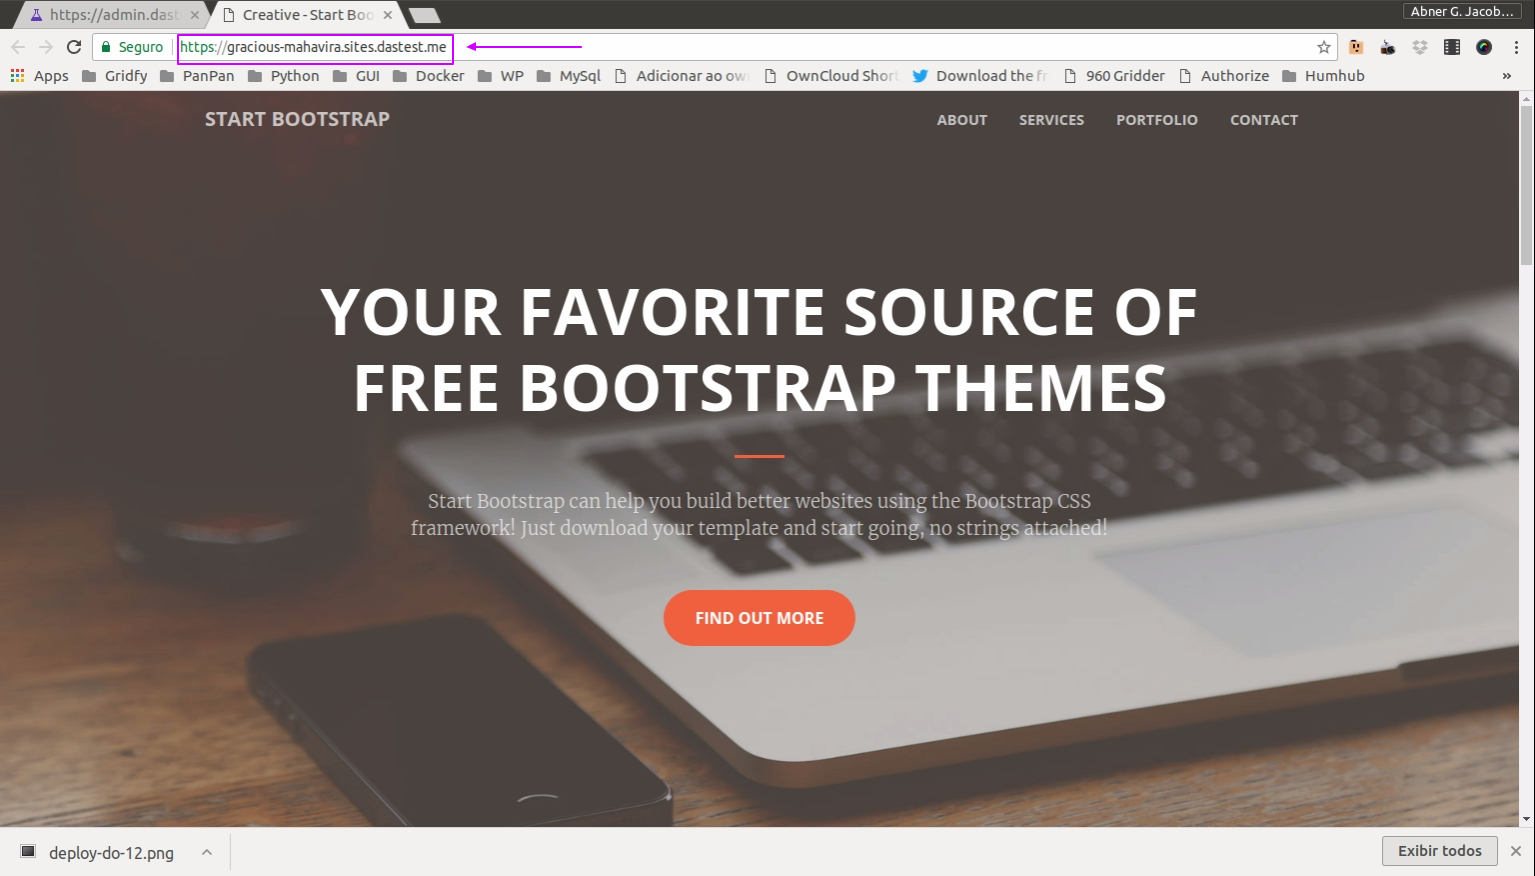 https://admin.dast
Creative - Start Boo
Abner G. Jacob...
Seguro
https://gracious-mahavira.sites.dastest.me
Apps
Gridfy
PanPan
Python
GUI
Docker
WP
MySql
Adicionar ao ow
OwnCloud Short
Download the fr
960 Gridder
Authorize
Humhub
»
START BOOTSTRAP
ABOUT
SERVICES
PORTFOLIO
CONTACT
YOUR FAVORITE SOURCE OF
FREE BOOTSTRAP THEMES
Start Bootstrap can help you build better websites using the Bootstrap CSS
framework! Just download your template and start going, no strings attached!
FIND OUT MORE
deploy-do-12.png
Exibir todos